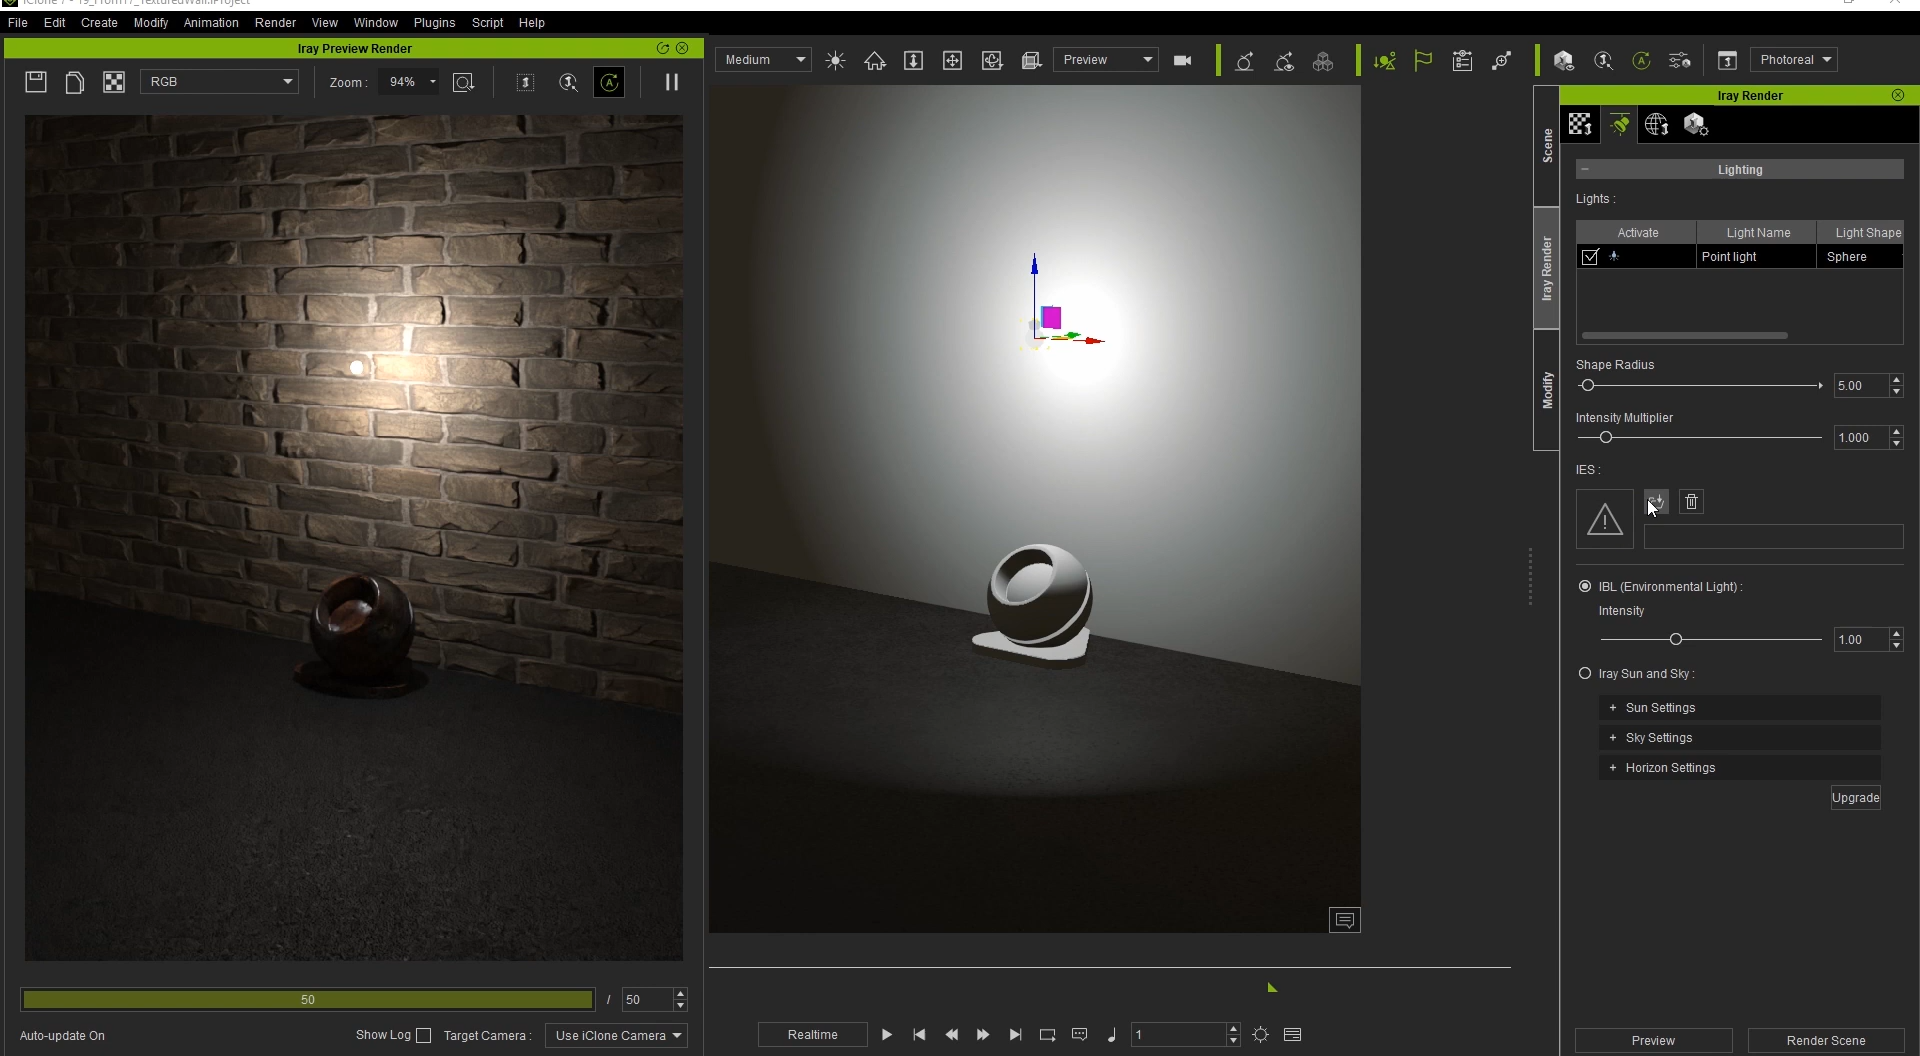 iClone 7 - 19_From17_TexturedWall.iProject
File Edit Create Modify Animation Render View Window Plugins Script Help
Iray Preview Render
RGB Zoom : 94%
Medium Preview Photoreal
Iray Render
Scene
Iray Render
Modify
Lighting
Lights :
Activate Light Name Light Shape
Point light Sphere
Shape Radius
5.00
Intensity Multiplier
1.000
IES :
IBL (Environmental Light) :
Intensity
1.00
Iray Sun and Sky :
+ Sun Settings
+ Sky Settings
+ Horizon Settings
Upgrade
50 / 50
Auto-update On Show Log Target Camera : Use iClone Camera
Realtime 1
Preview Render Scene